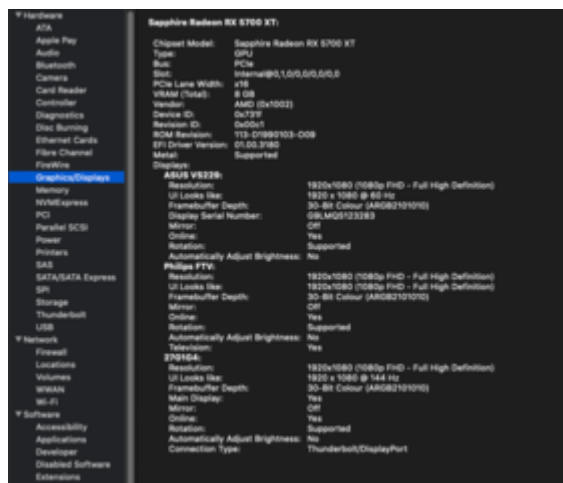 Hardware
ATA
Apple Pay
Audio
Bluetooth
Camera
Card Reader
Controller
Diagnostics
Disc Burning
Ethernet Cards
Fibre Channel
FireWire
Graphics/Displays
Memory
NVMExpress
PCI
Parallel SCSI
Power
Printers
SAS
SATA/SATA Express
SPI
Storage
Thunderbolt
USB
Network
Firewall
Locations
Volumes
WWAN
Wi-Fi
Software
Accessibility
Applications
Developer
Disabled Software
Extensions
Sapphire Radeon RX 5700 XT:
Chipset Model: Sapphire Radeon RX 5700 XT
Type: GPU
Bus: PCIe
Slot: Internal@0,1,0/0,0/0,0/0,0
PCIe Lane Width: x16
VRAM (Total): 8 GB
Vendor: AMD (0x1002)
Device ID: 0x731f
Revision ID: 0x00c1
ROM Revision: 113-D1990103-O09
EFI Driver Version: 01.00.3180
Metal: Supported
Displays:
ASUS VS229:
Resolution: 1920x1080 (1080p FHD - Full High Definition)
UI Looks like: 1920 x 1080 @ 60 Hz
Framebuffer Depth: 30-Bit Colour (ARGB2101010)
Display Serial Number:
Mirror: Off
Online: Yes
Rotation: Supported
Automatically Adjust Brightness: No
Philips FTV:
Resolution: 1920x1080 (1080p FHD - Full High Definition)
UI Looks like: 1920 x 1080 @ 60 Hz
Framebuffer Depth: 30-Bit Colour (ARGB2101010)
Mirror: Off
Online: Yes
Rotation: Supported
Automatically Adjust Brightness: No
Television: Yes
2701G4:
Resolution: 1920x1080 (1080p FHD - Full High Definition)
UI Looks like: 1920 x 1080 @ 144 Hz
Framebuffer Depth: 30-Bit Colour (ARGB2101010)
Main Display: Yes
Mirror: Off
Online: Yes
Rotation: Supported
Automatically Adjust Brightness: No
Connection Type: Thunderbolt/DisplayPort